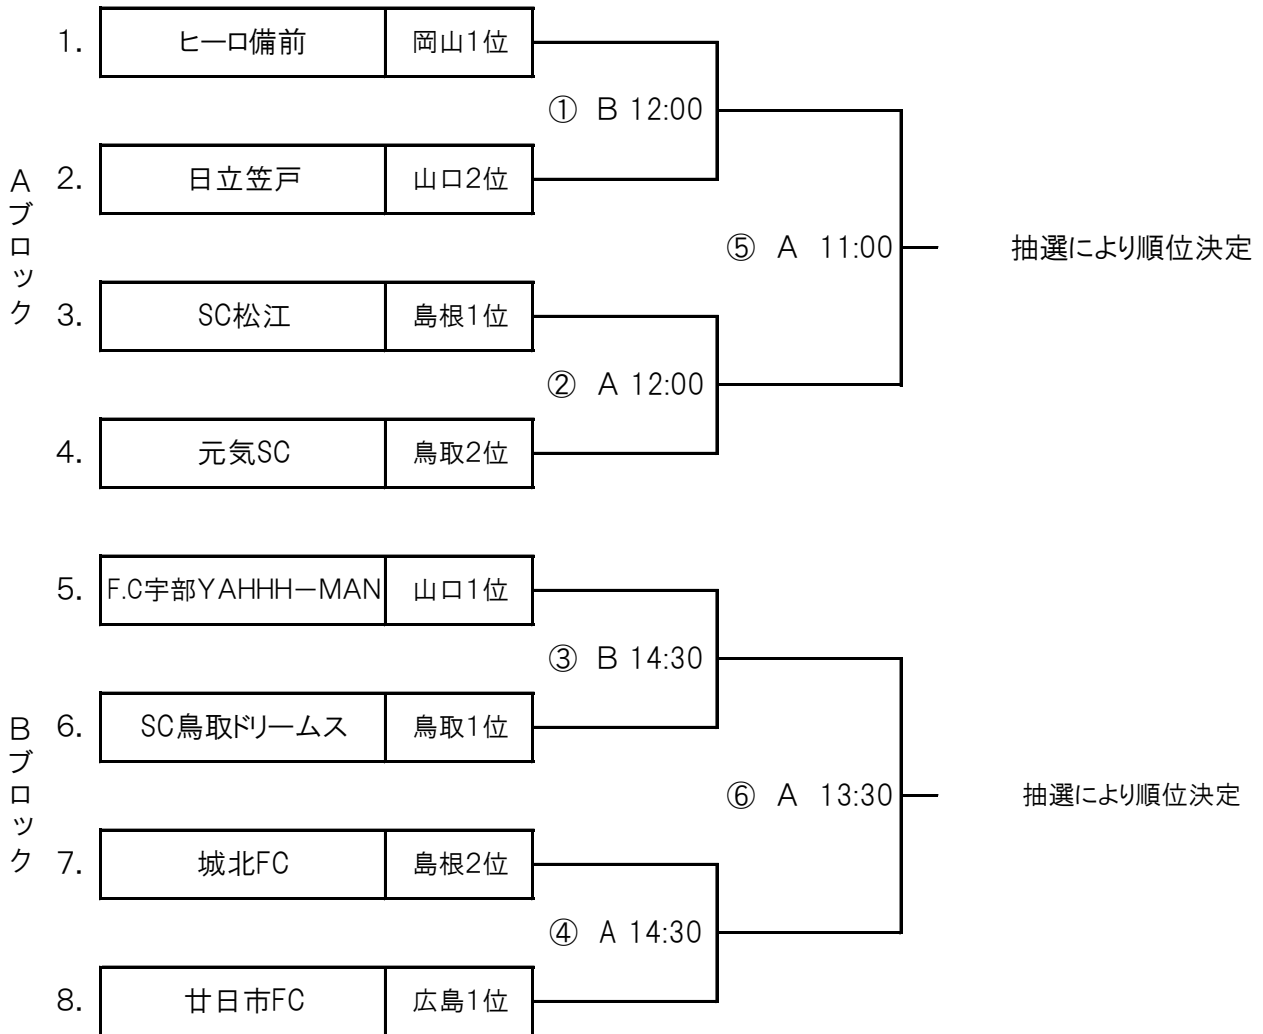 1. ヒーロ備前 岡山1位
① B 12:00
Aブロック
2. 日立笠戸 山口2位
⑤ A 11:00 抽選により順位決定
3. SC松江 島根1位
② A 12:00
4. 元気SC 鳥取2位
5. F.C宇部YAHHH－MAN 山口1位
③ B 14:30
Bブロック
6. SC鳥取ドリームス 鳥取1位
⑥ A 13:30 抽選により順位決定
7. 城北FC 島根2位
④ A 14:30
8. 廿日市FC 広島1位